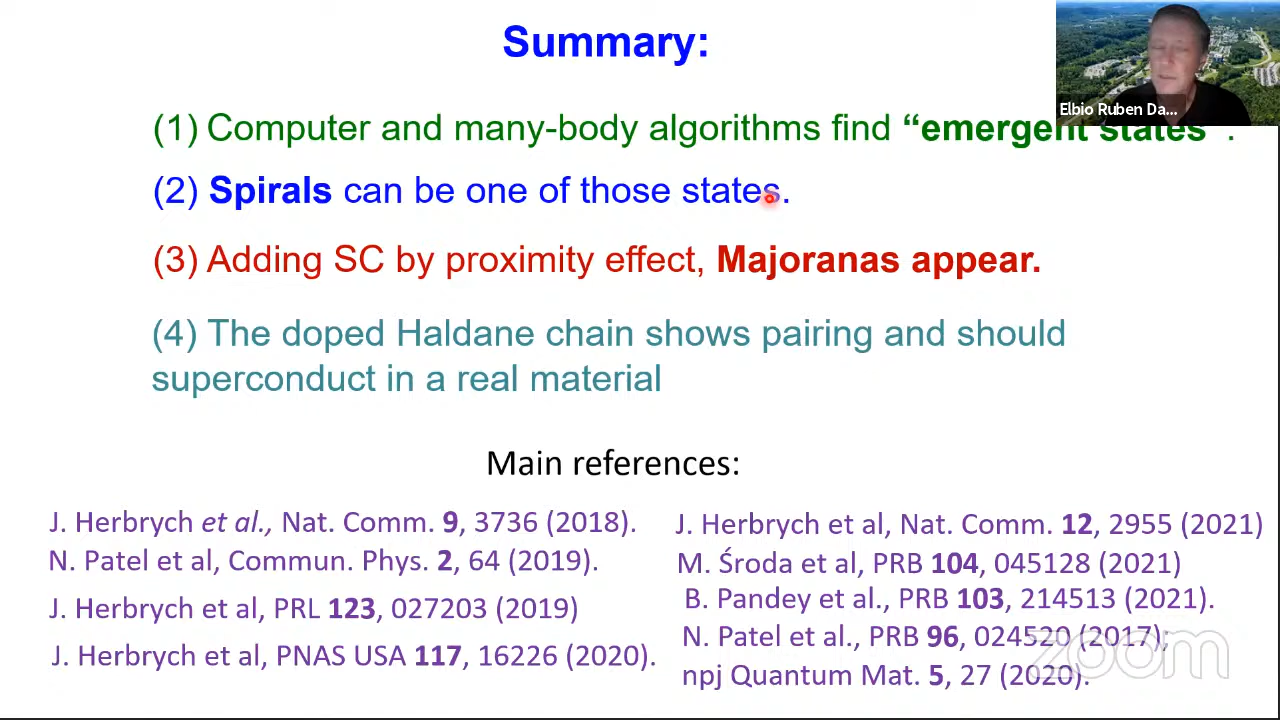 Summary:
Elbio Ruben Da...
(1) Computer and many-body algorithms find “emergent states”.
(2) Spirals can be one of those states.
(3) Adding SC by proximity effect, Majoranas appear.
(4) The doped Haldane chain shows pairing and should
superconduct in a real material
Main references:
J. Herbrych et al., Nat. Comm. 9, 3736 (2018).
N. Patel et al, Commun. Phys. 2, 64 (2019).
J. Herbrych et al, PRL 123, 027203 (2019)
J. Herbrych et al, PNAS USA 117, 16226 (2020).
J. Herbrych et al, Nat. Comm. 12, 2955 (2021)
M. Środa et al, PRB 104, 045128 (2021)
B. Pandey et al., PRB 103, 214513 (2021).
N. Patel et al., PRB 96, 024520 (2017);
npj Quantum Mat. 5, 27 (2020).
zoom